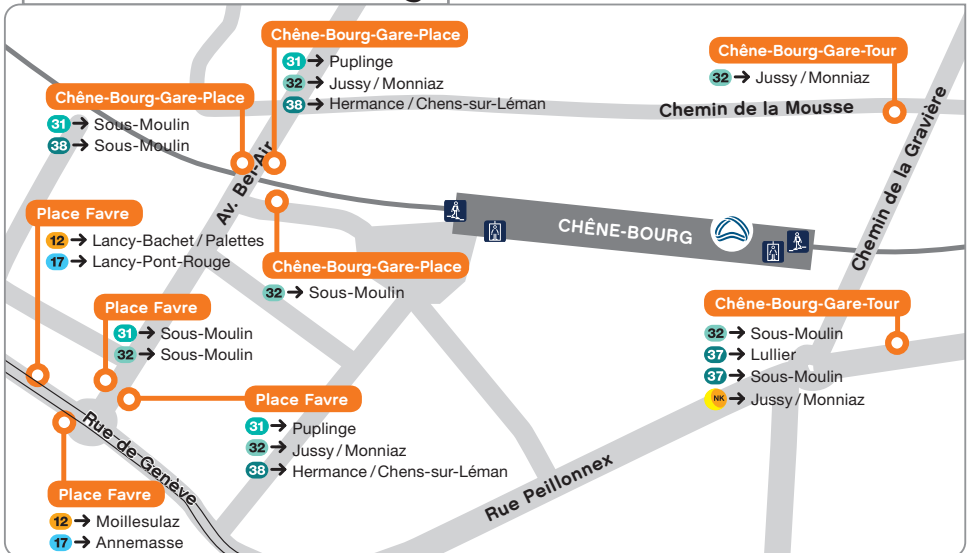 Chêne-Bourg-Gare-Place
31 → Puplinge
32 → Jussy / Monniaz
38 → Hermance / Chens-sur-Léman
Chêne-Bourg-Gare-Tour
32 → Jussy / Monniaz
Chemin de la Mousse
Chêne-Bourg-Gare-Place
31 → Sous-Moulin
38 → Sous-Moulin
Av. Bel-Air
Chemin de la Gravière
Place Favre
12 → Lancy-Bachet / Palettes
17 → Lancy-Pont-Rouge
CHÊNE-BOURG
Chêne-Bourg-Gare-Place
32 → Sous-Moulin
Place Favre
31 → Sous-Moulin
32 → Sous-Moulin
Chêne-Bourg-Gare-Tour
32 → Sous-Moulin
37 → Lullier
37 → Sous-Moulin
NK → Jussy / Monniaz
Place Favre
31 → Puplinge
32 → Jussy / Monniaz
38 → Hermance / Chens-sur-Léman
Rue de Genève
Rue Peillonnex
Place Favre
12 → Moillesulaz
17 → Annemasse